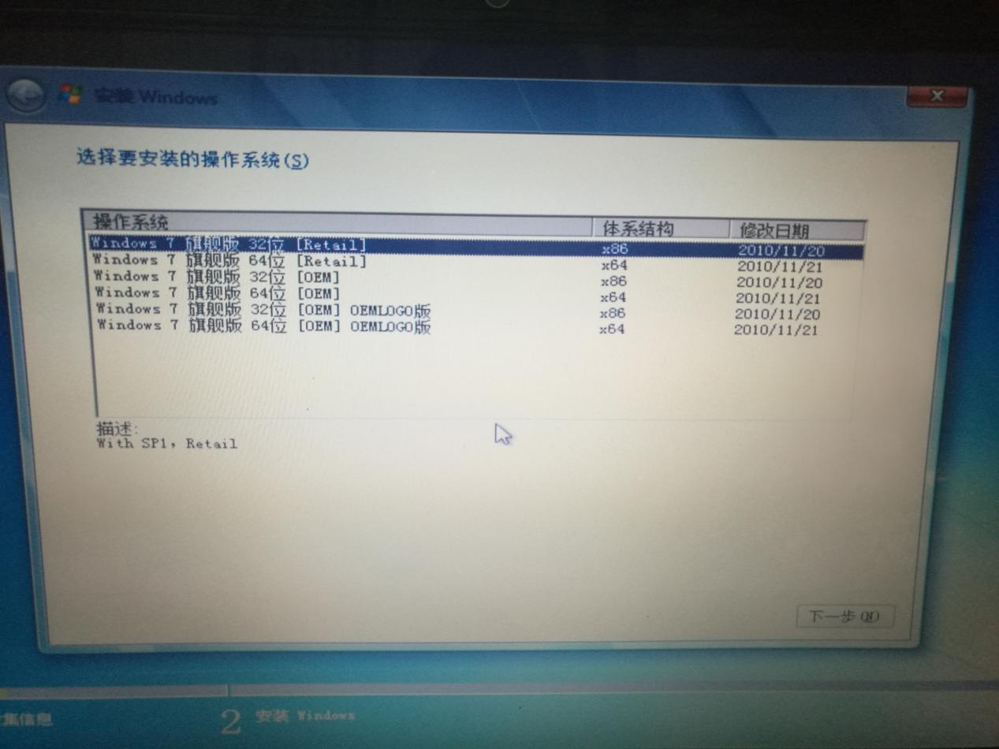 安装 Windows
选择要安装的操作系统(S)
操作系统 体系结构 修改日期
Windows 7 旗舰版 32位 [Retail] x86 2010/11/20
Windows 7 旗舰版 64位 [Retail] x64 2010/11/21
Windows 7 旗舰版 32位 [OEM] x86 2010/11/20
Windows 7 旗舰版 64位 [OEM] x64 2010/11/21
Windows 7 旗舰版 32位 [OEM] OEMLOGO版 x86 2010/11/20
Windows 7 旗舰版 64位 [OEM] OEMLOGO版 x64 2010/11/21
描述:
With SP1, Retail
下一步(N)
集信息 2 安装 Windows